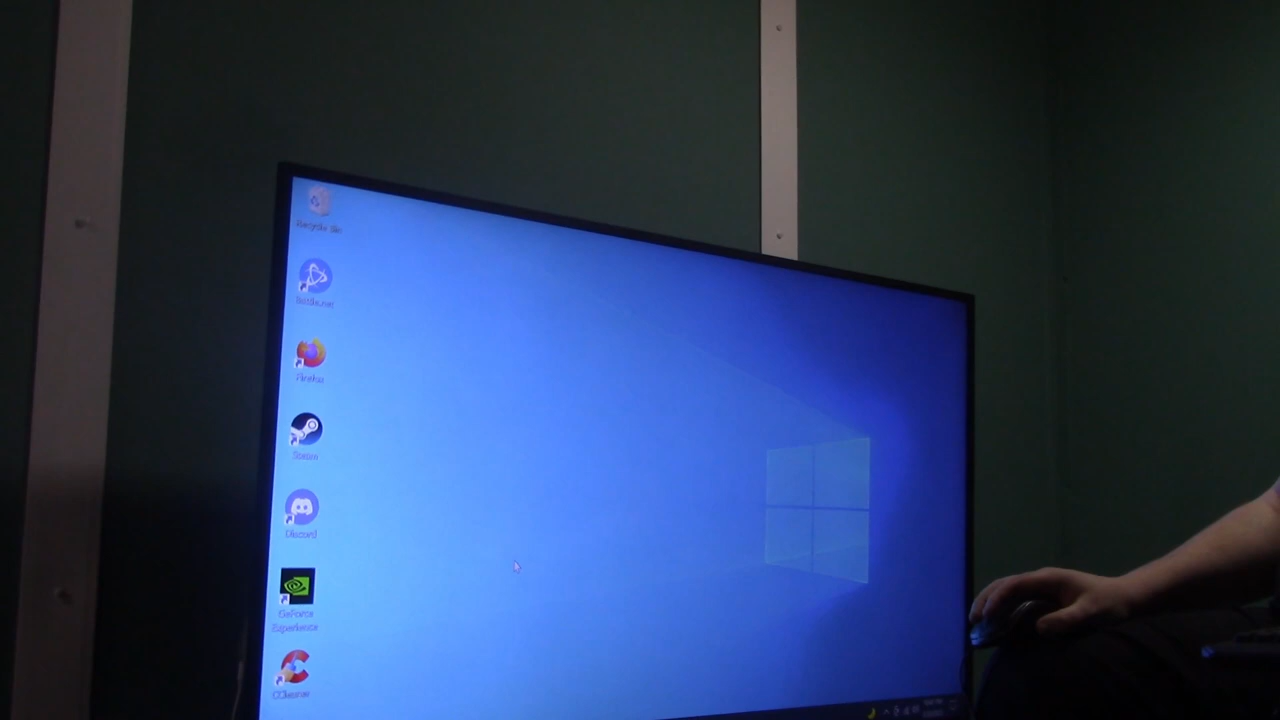 Recycle Bin
Battle.net
Firefox
Steam
Discord
GeForce
Experience
CCleaner